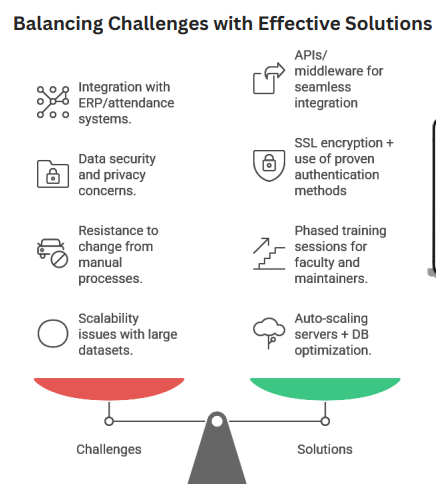 Balancing Challenges with Effective Solutions
Integration with
ERP/attendance
systems.
Data security
and privacy
concerns.
Resistance to
change from
manual
processes.
Scalability
issues with large
datasets.
APIs/
middleware for
seamless
integration
SSL encryption +
use of proven
authentication
methods
Phased training
sessions for
faculty and
maintainers.
Auto-scaling
servers + DB
optimization.
Challenges
Solutions